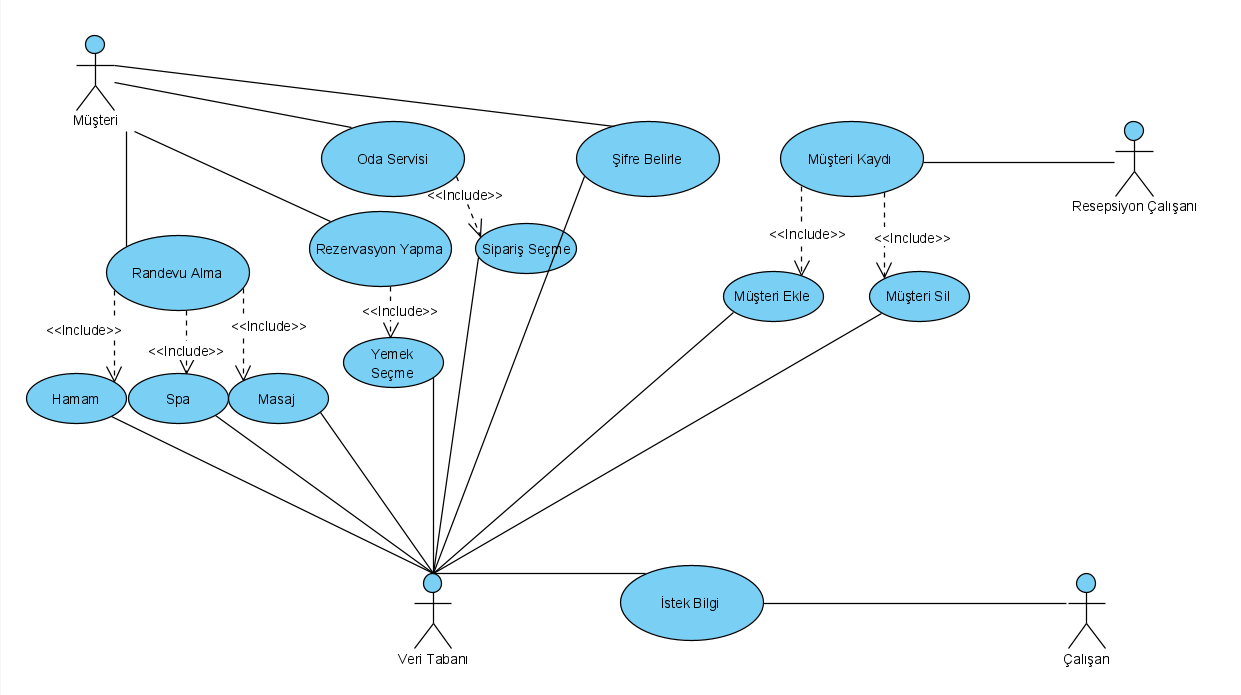 Müşteri
Oda Servisi
Şifre Belirle
Müşteri Kaydı
<<Include>>
Resepsiyon Çalışanı
Rezervasyon Yapma
Sipariş Seçme
<<Include>>
<<Include>>
Randevu Alma
Müşteri Ekle
Müşteri Sil
<<Include>>
<<Include>>
<<Include>>
<<Include>>
Yemek
Seçme
Hamam
Spa
Masaj
İstek Bilgi
Veri Tabanı
Çalışan